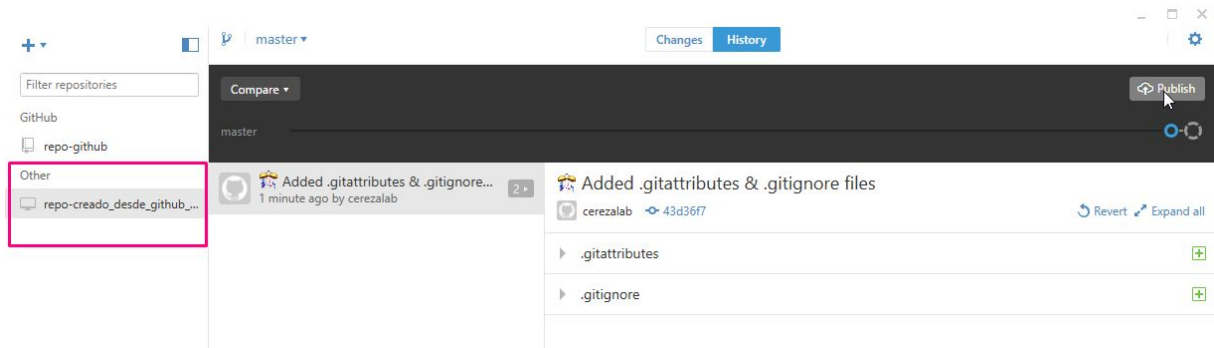 master
Changes
History
Filter repositories
Compare
Publish
GitHub
repo-github
master
Other
repo-creado_desde_github_...
Added .gitattributes & .gitignore...
1 minute ago by cerezalab
2
Added .gitattributes & .gitignore files
cerezalab
43d36f7
Revert
Expand all
.gitattributes
.gitignore